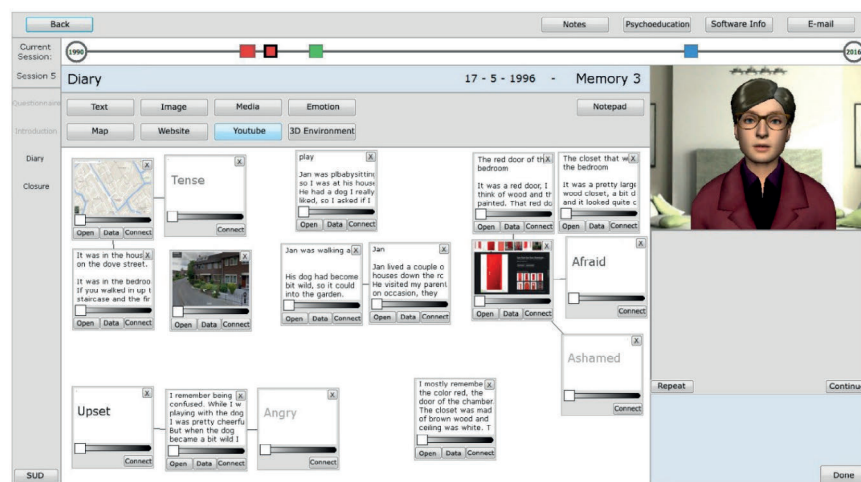 Back
Notes
Psychoeducation
Software Info
E-mail
Current
Session:
1990
2016
Session 5
Diary
17 - 5 - 1996 - Memory 3
Questionnaire
Text
Image
Media
Emotion
Notepad
Introduction
Map
Website
Youtube
3D Environment
Diary
Closure
X
Open Data Connect
X
Tense
Connect
play X
Jan was plbabysitting
so I was at his house
He had a dog I really
liked, so I asked if I
Open Data Connect
The red door of th X
bedroom
It was a red door, I
think of wood and th
painted. That red do
Open Data Connect
The closet that w X
the bedroom
It was a pretty large
wood closet, a bit d
and it looked quite c
Open Data Connect
It was in the hous X
on the dove street.
It was in the bedroo
If you walked in up t
staircase and the fir
Open Data Connect
X
Open Data Connect
Jan was walking a X
His dog had become
bit wild, so it could
into the garden.
Open Data Connect
Jan X
Jan lived a couple o
houses down the rc
He visited my parent
on occasion, they
Open Data Connect
X
Open Data Connect
X
Afraid
Connect
X
Ashamed
Connect
X
Upset
Connect
I remember being X
confused. While I w
playing with the dog
I was pretty cheerfu
But when the dog
became a bit wild I
Open Data Connect
X
Angry
Connect
I mostly remembe X
the color red, the
door of the chamber.
The closet was mad
of brown wood and
ceiling was white. T
Open Data Connect
Repeat
Continu
SUD
Done